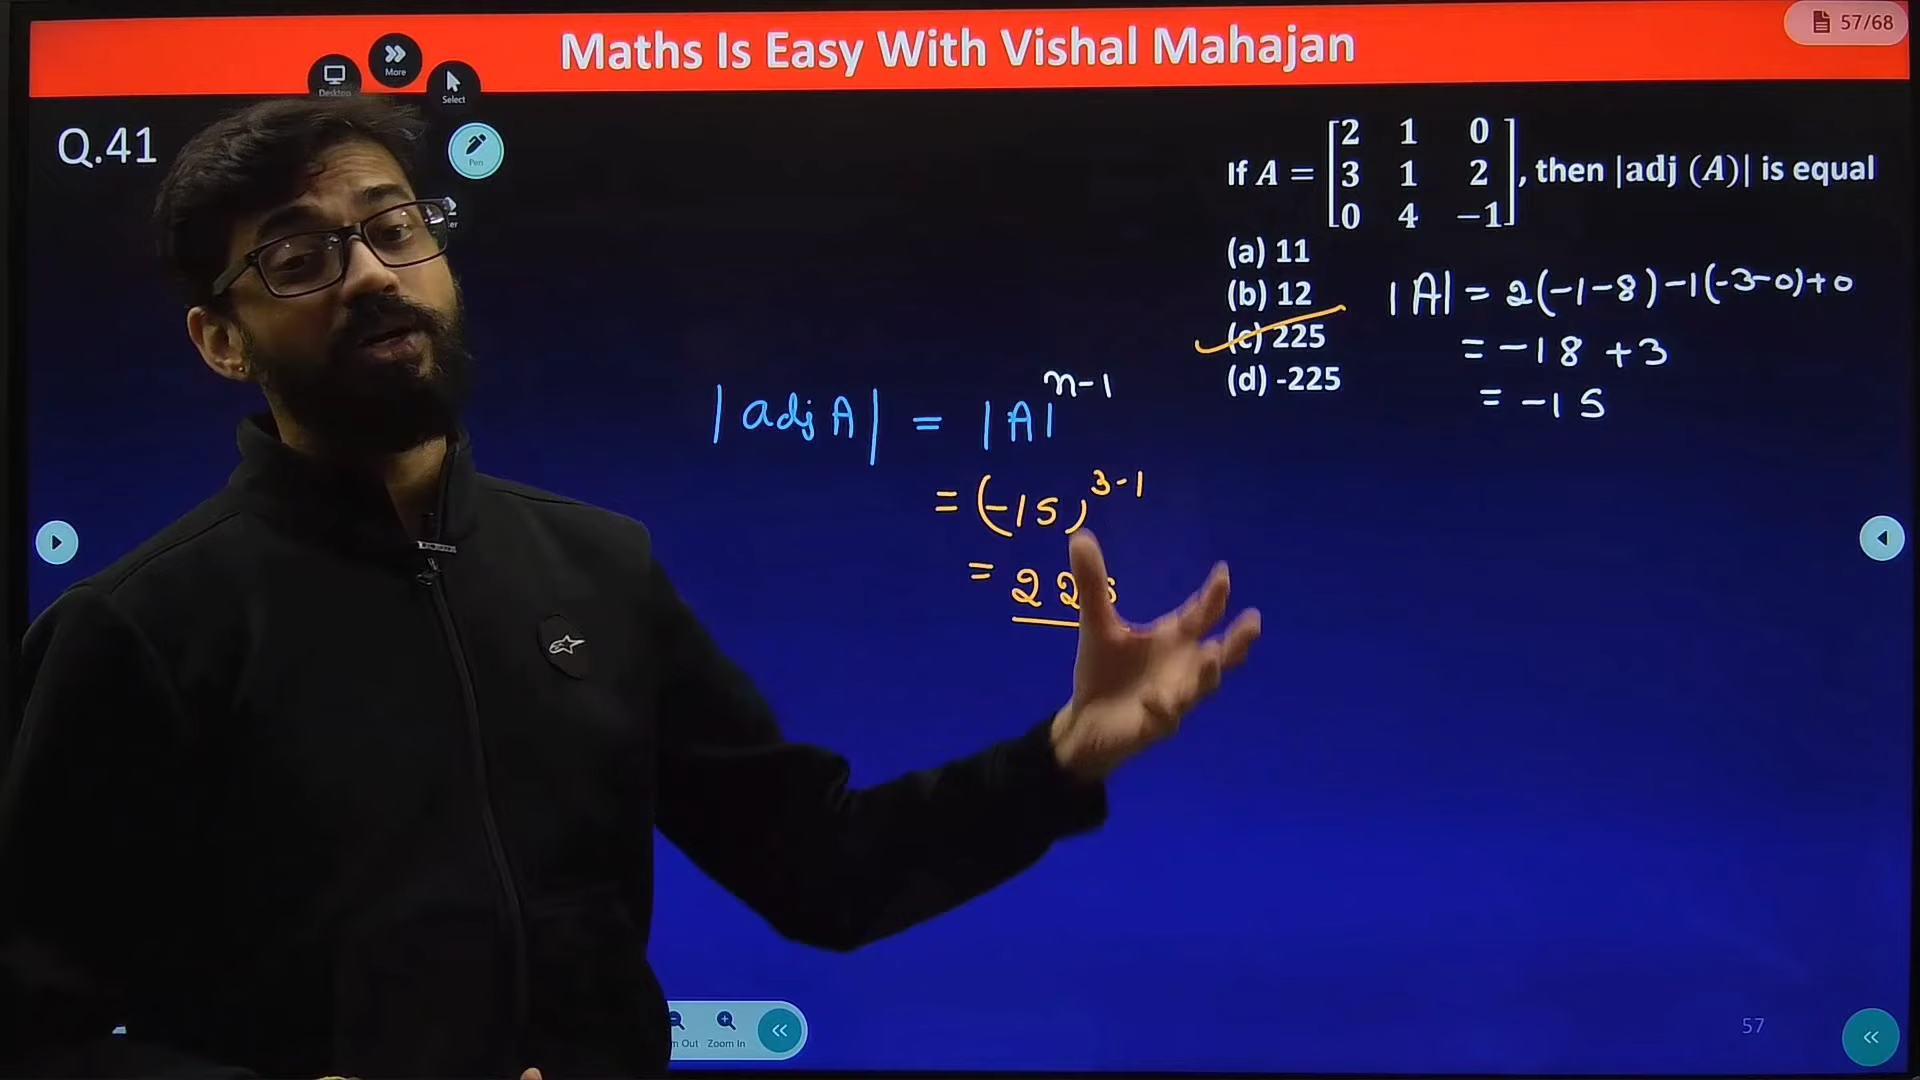 Maths Is Easy With Vishal Mahajan
57/68
Desktop
More
Select
Pen
Q.41
If A = [2 1 0
3 1 2
0 4 −1], then |adj (A)| is equal
(a) 11
(b) 12
(c) 225
(d) -225
|A| = 2(-1-8)-1(-3-0)+0
= -18 +3
= -15
|adj A| = |A|^n-1
= (-15)^3-1
= 225
Zoom In
57